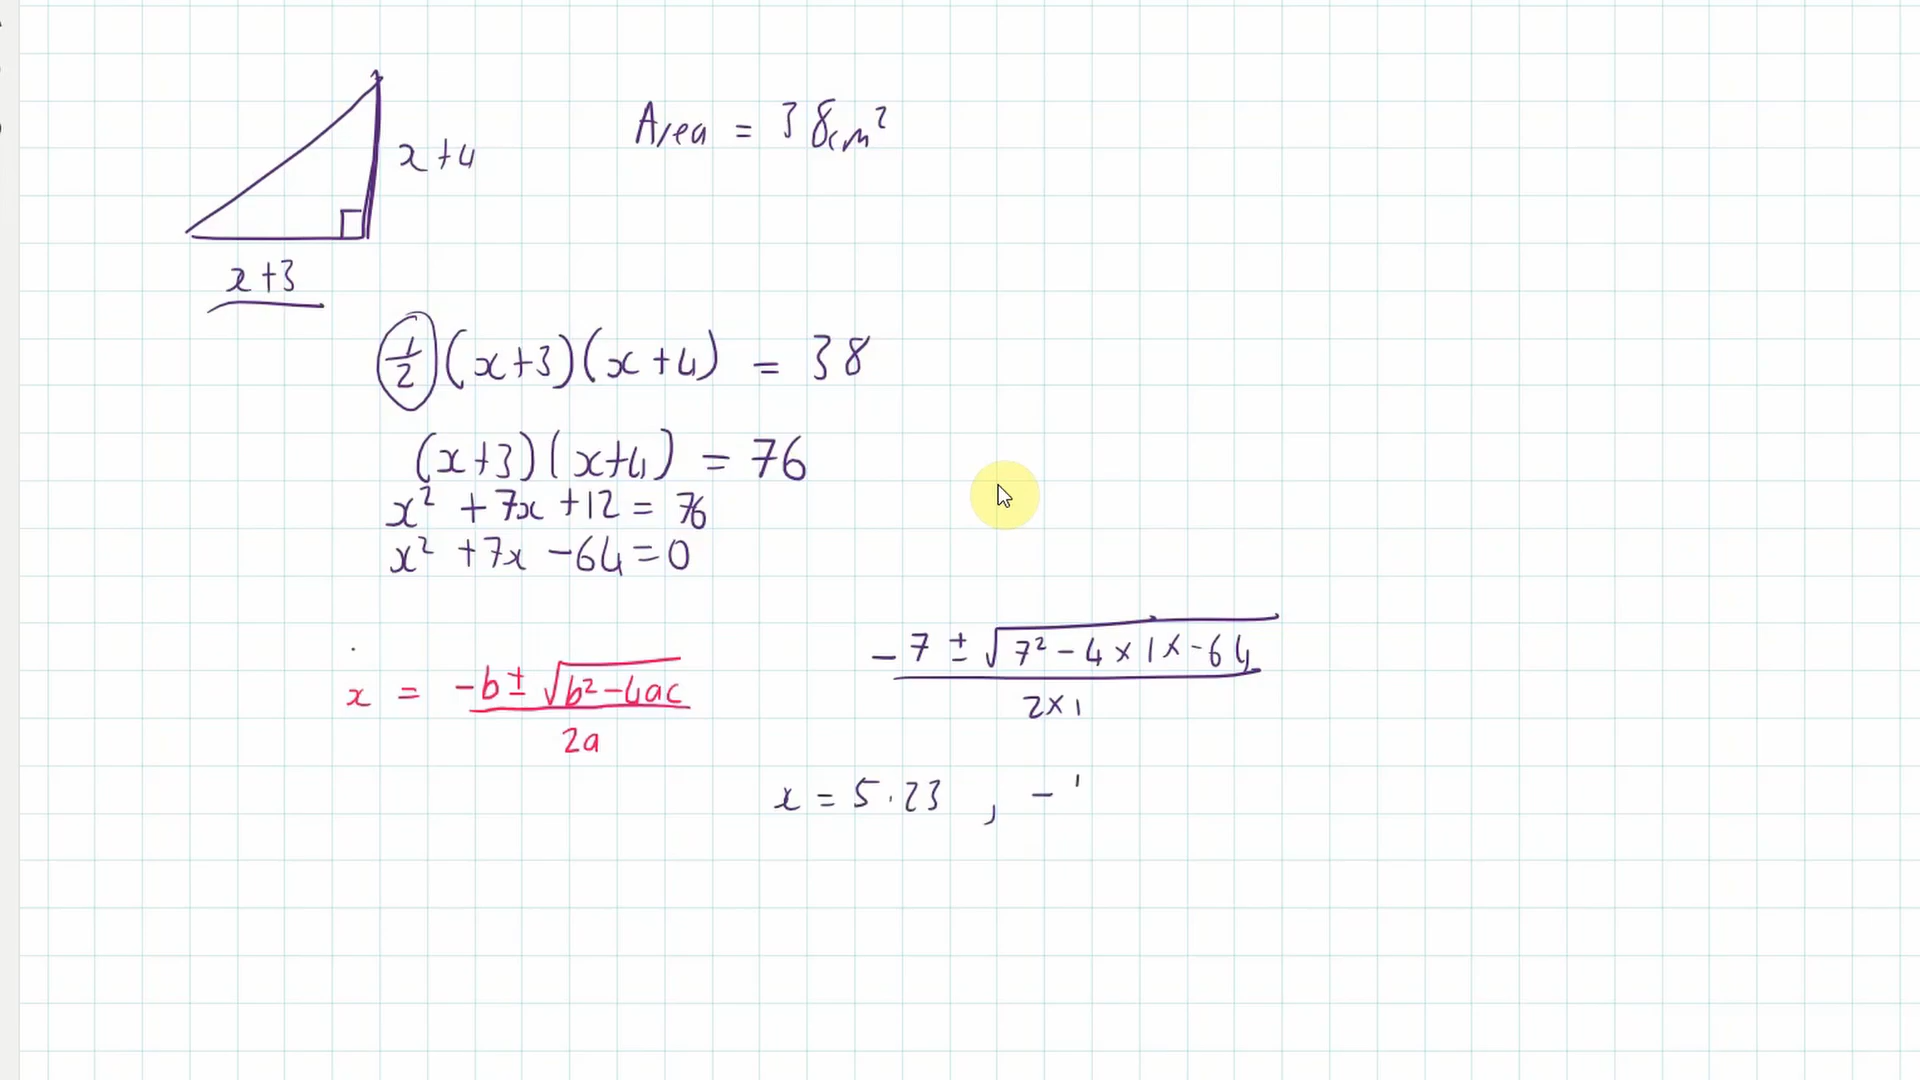 Area = 38cm²
x+4
x+3
1/2 (x+3)(x+4) = 38
(x+3)(x+4) = 76
x² + 7x +12 = 76
x² +7x -64=0
-7 ± √7² - 4 × 1 × -64
2×1
x = -b ± √b² - 4ac
2a
x = 5.23 , -